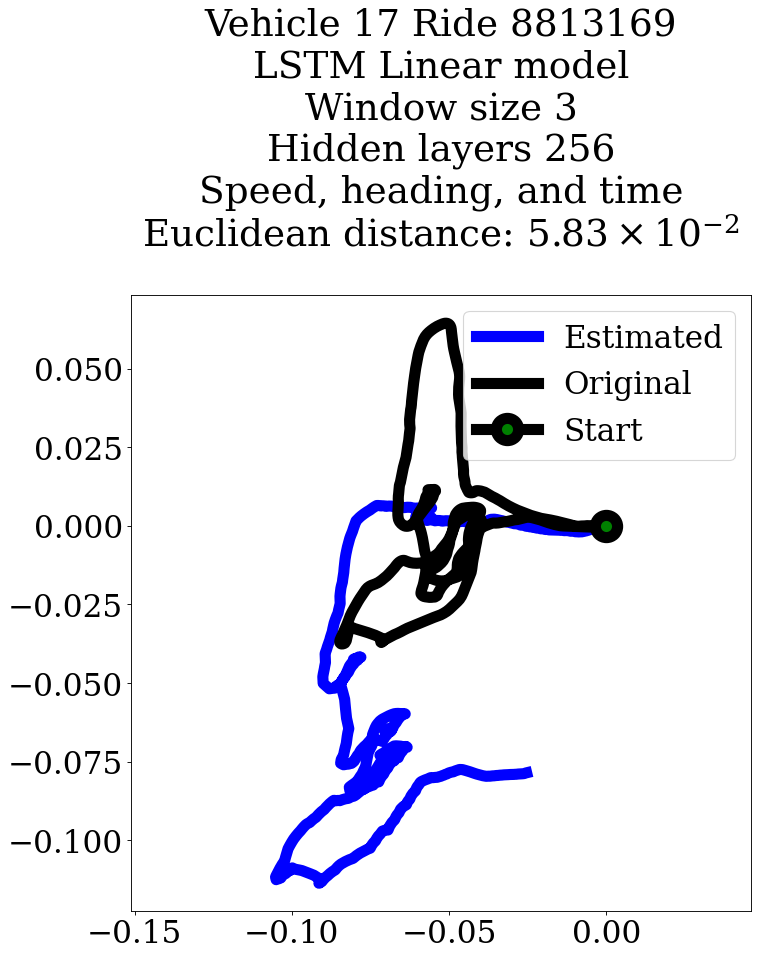 Vehicle 17 Ride 8813169
LSTM Linear model
Window size 3
Hidden layers 256
Speed, heading, and time
Euclidean distance: 5.83 × 10⁻²
Estimated
Original
Start
0.050
0.025
0.000
−0.025
−0.050
−0.075
−0.100
−0.15 −0.10 −0.05 0.00